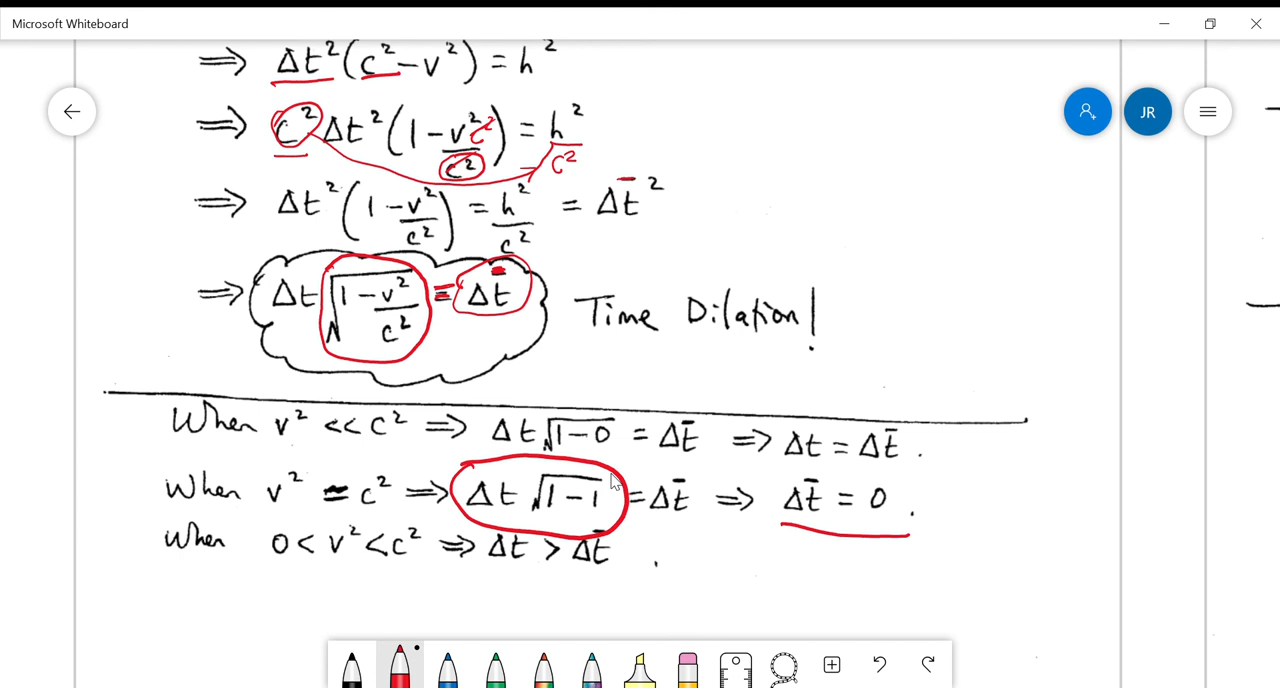 Microsoft Whiteboard
JR
⟹ Δt²(c²−v²) = h²
⟹ c²Δt²(1−v²c²/c²) = h²/c²
⟹ Δt²(1−v²/c²) = h²/c² = Δt̄²
⟹ Δt√(1−v²/c²) = Δt̄ Time Dilation!
When v² << c² ⟹ Δt√(1−0) = Δt̄ ⟹ Δt = Δt̄.
When v² ≃ c² ⟹ Δt√(1−1) = Δt̄ ⟹ Δt̄ = 0.
When 0 < v² < c² ⟹ Δt > Δt̄.